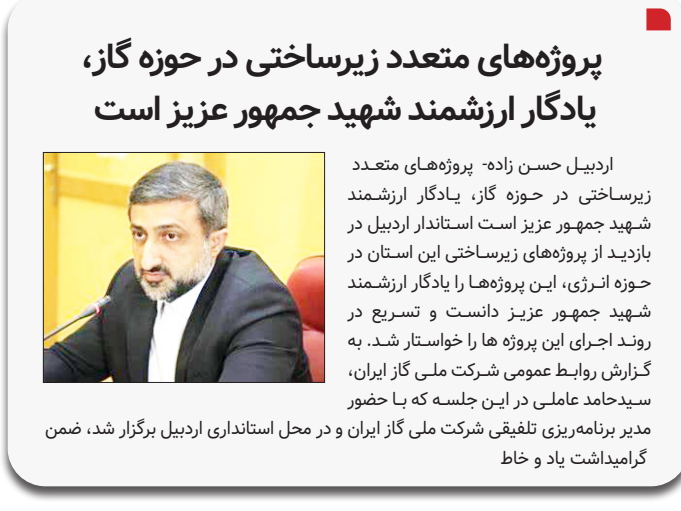 پروژه‌های متعدد زیرساختی در حوزه گاز،
یادگار ارزشمند شهید جمهور عزیز است
اردبیل حسن زاده- پروژه‌های متعدد
زیرساختی در حوزه گاز، یادگار ارزشمند
شهید جمهور عزیز است استاندار اردبیل در
بازدید از پروژه‌های زیرساختی این استان در
حوزه انرژی، این پروژه‌ها را یادگار ارزشمند
شهید جمهور عزیز دانست و تسریع در
روند اجرای این پروژه ها را خواستار شد. به
گزارش روابط عمومی شرکت ملی گاز ایران،
سیدحامد عاملی در این جلسه که با حضور
مدیر برنامه‌ریزی تلفیقی شرکت ملی گاز ایران و در محل استانداری اردبیل برگزار شد، ضمن
گرامیداشت یاد و خاط